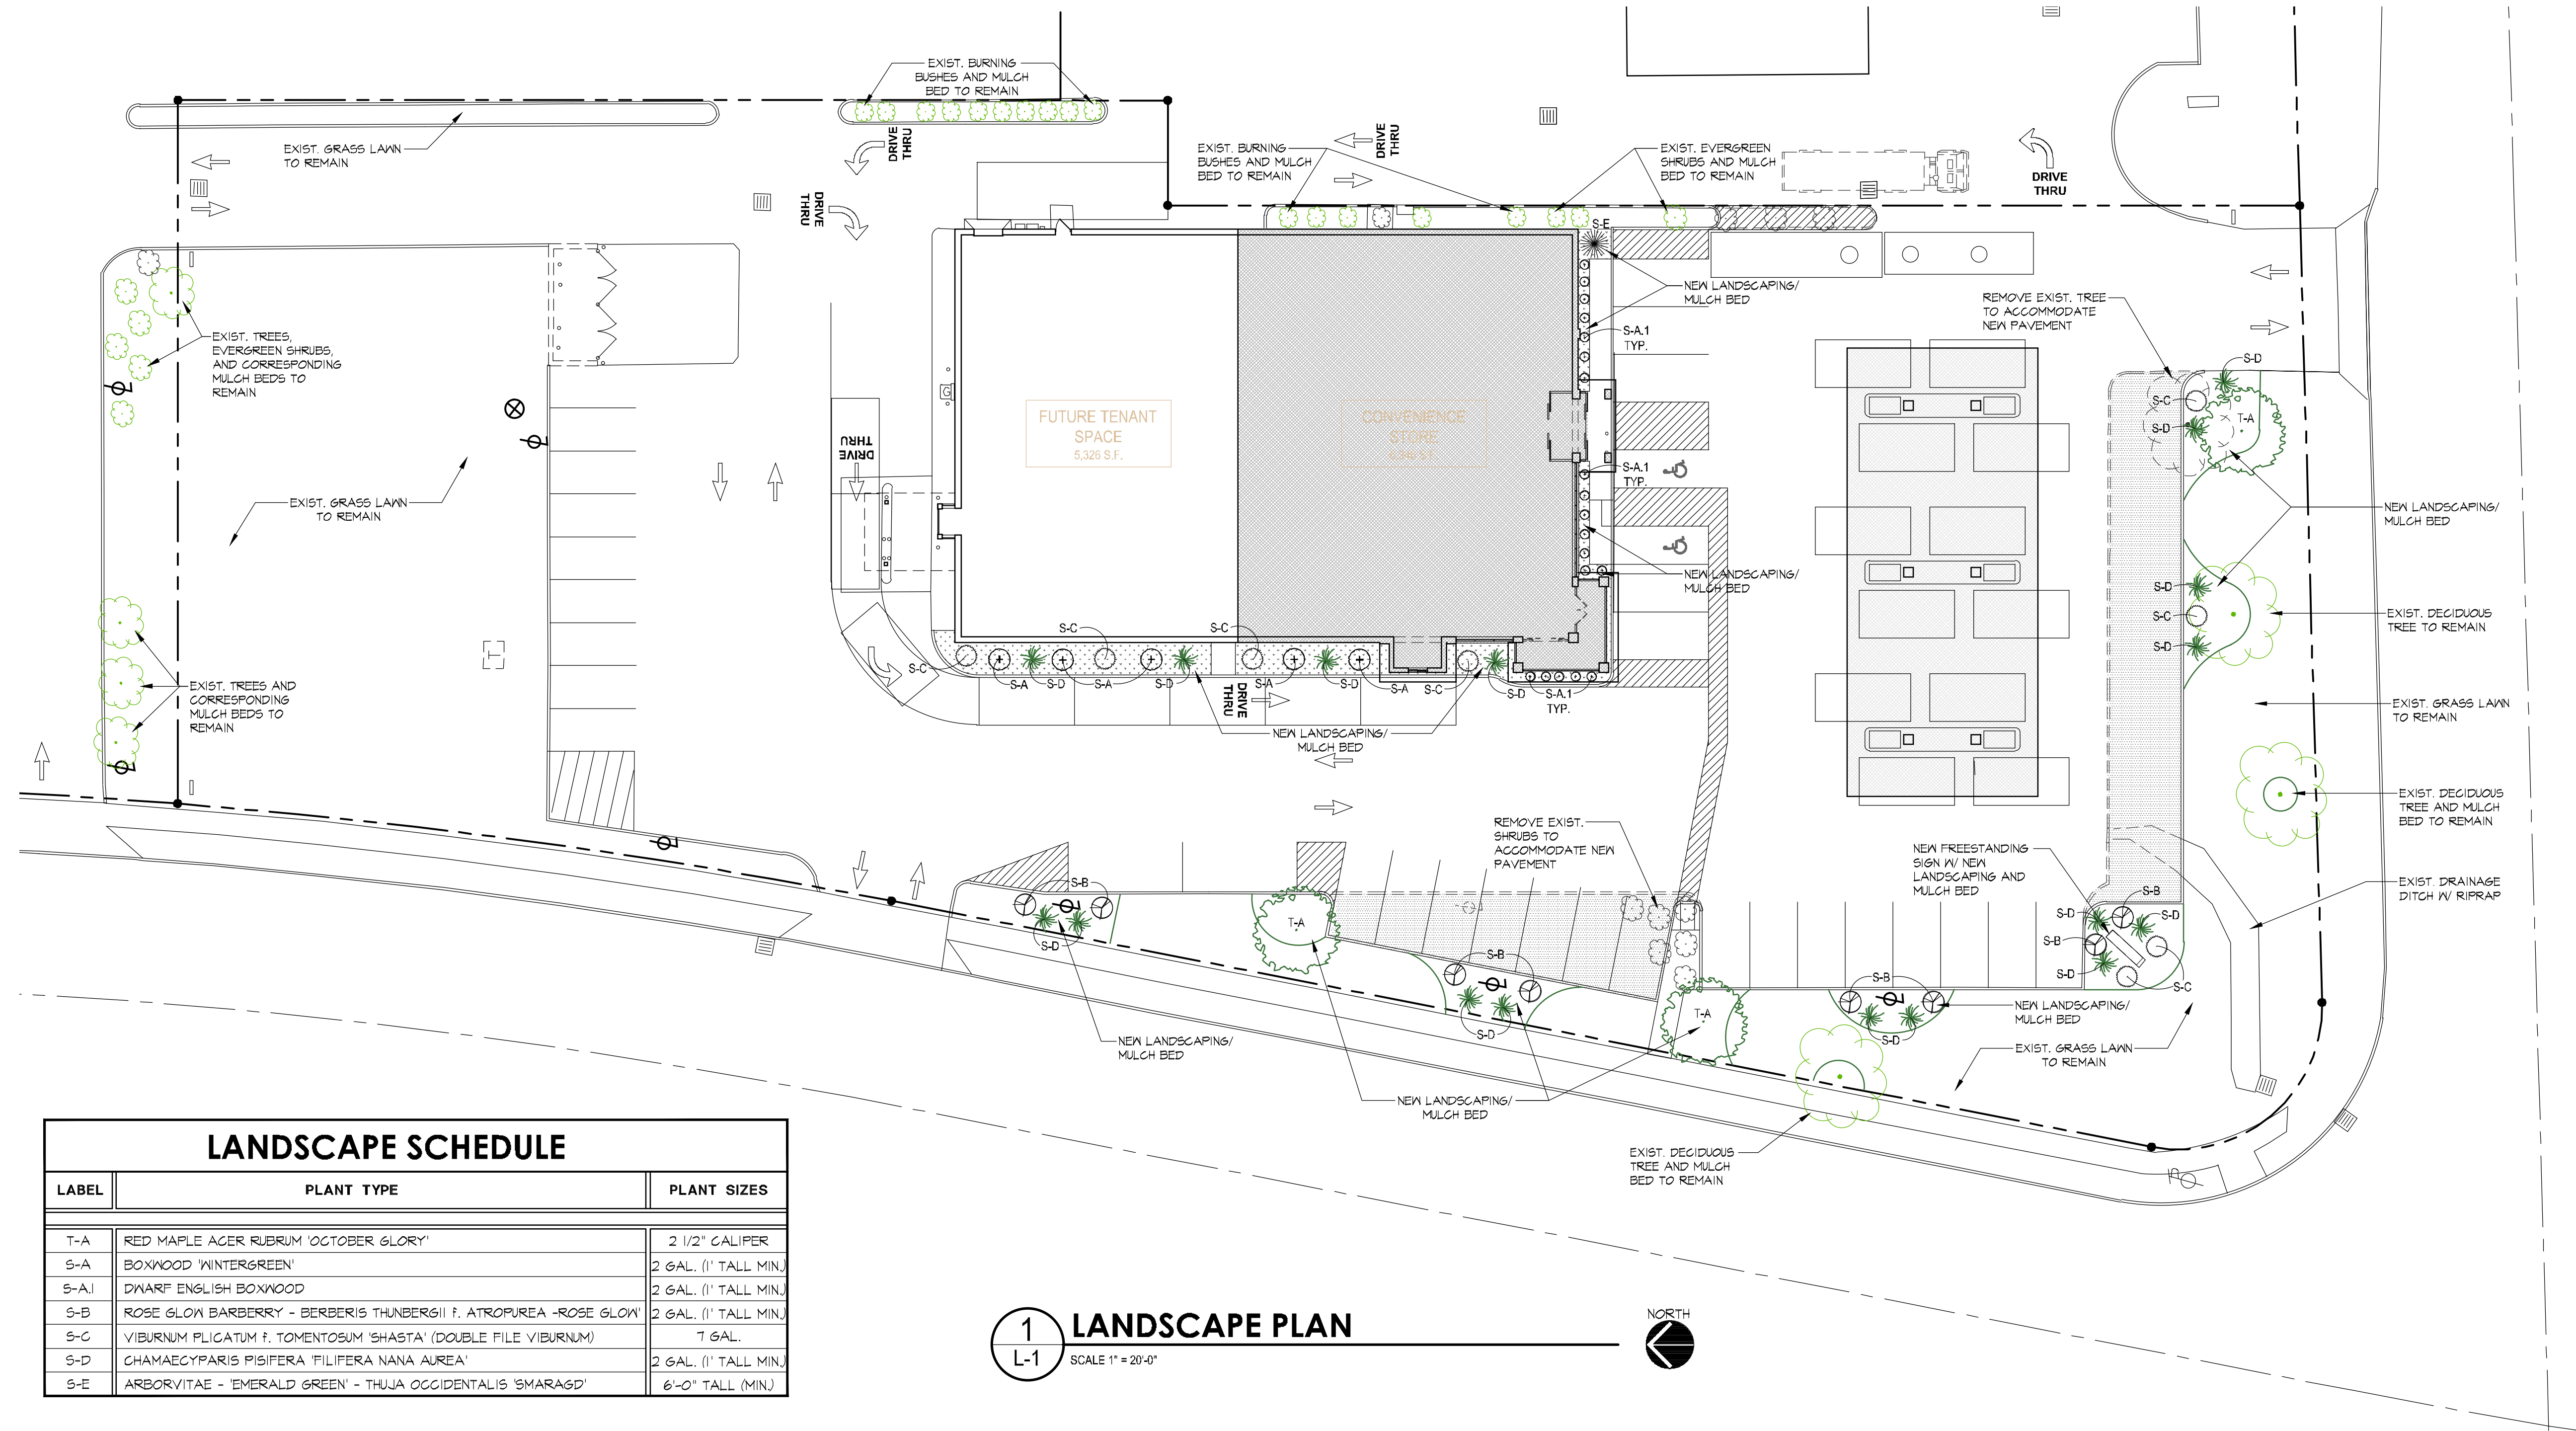 EXIST. BURNING
BUSHES AND MULCH
BED TO REMAIN
EXIST. GRASS LAWN
TO REMAIN
DRIVE
THRU
DRIVE
THRU
EXIST. BURNING
BUSHES AND MULCH
BED TO REMAIN
DRIVE
THRU
EXIST. EVERGREEN
SHRUBS AND MULCH
BED TO REMAIN
DRIVE
THRU
S-E
NEW LANDSCAPING/
MULCH BED
REMOVE EXIST. TREE
TO ACCOMMODATE
NEW PAVEMENT
EXIST. TREES,
EVERGREEN SHRUBS,
AND CORRESPONDING
MULCH BEDS TO
REMAIN
S-A.1
TYP.
S-D
S-C
S-D
T-A
G
FUTURE TENANT
SPACE
5,326 S.F.
CONVENIENCE
STORE
DRIVE
THRU
S-A.1
TYP.
EXIST. GRASS LAWN
TO REMAIN
NEW LANDSCAPING/
MULCH BED
NEW LANDSCAPING/
MULCH BED
S-D
S-C
S-D
EXIST. DECIDUOUS
TREE TO REMAIN
S-C
S-C
S-C
S-A
S-D
S-A
S-D
S-A
S-D
S-A
S-C
S-D
S-A.1
TYP.
DRIVE
THRU
EXIST. TREES AND
CORRESPONDING
MULCH BEDS TO
REMAIN
NEW LANDSCAPING/
MULCH BED
EXIST. GRASS LAWN
TO REMAIN
EXIST. DECIDUOUS
TREE AND MULCH
BED TO REMAIN
REMOVE EXIST.
SHRUBS TO
ACCOMMODATE NEW
PAVEMENT
NEW FREESTANDING
SIGN W/ NEW
LANDSCAPING AND
MULCH BED
EXIST. DRAINAGE
DITCH W/ RIPRAP
S-B
S-D
T-A
S-B
S-D
T-A
S-B
S-D
S-B
S-D
S-D
S-B
S-D
S-C
NEW LANDSCAPING/
MULCH BED
EXIST. GRASS LAWN
TO REMAIN
NEW LANDSCAPING/
MULCH BED
NEW LANDSCAPING/
MULCH BED
EXIST. DECIDUOUS
TREE AND MULCH
BED TO REMAIN
LANDSCAPE SCHEDULE
LABEL PLANT TYPE PLANT SIZES
T-A RED MAPLE ACER RUBRUM 'OCTOBER GLORY' 2 1/2" CALIPER
S-A BOXWOOD 'WINTERGREEN' 2 GAL. (1' TALL MIN.)
S-A.1 DWARF ENGLISH BOXWOOD 2 GAL. (1' TALL MIN.)
S-B ROSE GLOW BARBERRY - BERBERIS THUNBERGII f. ATROPUREA -ROSE GLOW' 2 GAL. (1' TALL MIN.)
S-C VIBURNUM PLICATUM f. TOMENTOSUM 'SHASTA' (DOUBLE FILE VIBURNUM) 7 GAL.
S-D CHAMAECYPARIS PISIFERA 'FILIFERA NANA AUREA' 2 GAL. (1' TALL MIN.)
S-E ARBORVITAE - 'EMERALD GREEN' - THUJA OCCIDENTALIS 'SMARAGD' 6'-0" TALL (MIN.)
1
L-1
LANDSCAPE PLAN
SCALE 1" = 20'-0"
NORTH